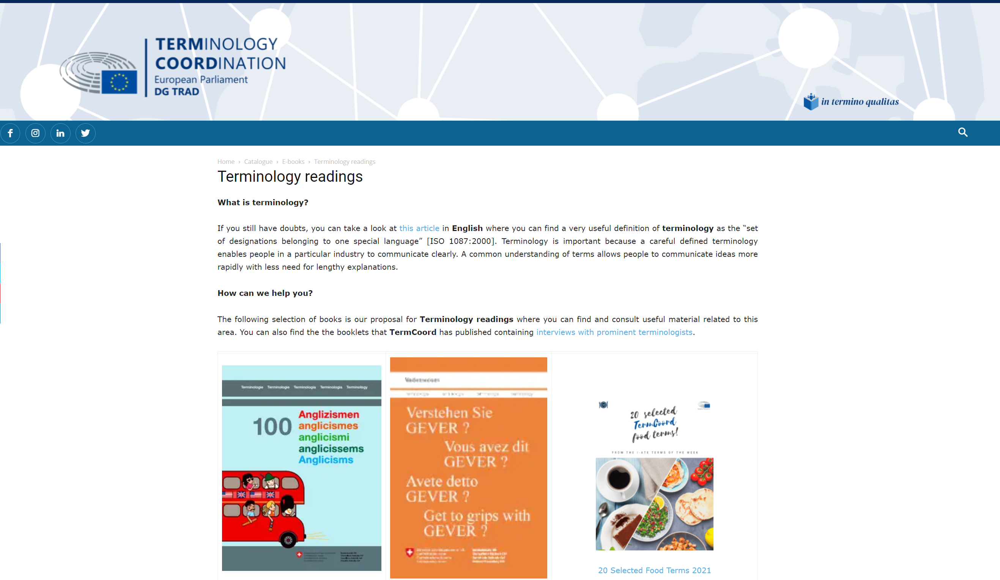 TERMINOLOGY
COORDINATION
European Parliament
DG TRAD
in termino qualitas
Home › Catalogue › E-books › Terminology readings
Terminology readings
What is terminology?
If you still have doubts, you can take a look at this article in English where you can find a very useful definition of terminology as the “set
of designations belonging to one special language” [ISO 1087:2000]. Terminology is important because a careful defined terminology
enables people in a particular industry to communicate clearly. A common understanding of terms allows people to communicate ideas more
rapidly with less need for lengthy explanations.
How can we help you?
The following selection of books is our proposal for Terminology readings where you can find and consult useful material related to this
area. You can also find the the booklets that TermCoord has published containing interviews with prominent terminologists.
Terminologie Terminologie Terminologia Terminologia Terminology
100
Anglizismen
anglicismes
anglicismi
anglicissems
Anglicisms
Vademecum
Verstehen Sie
GEVER ?
Vous avez dit
GEVER ?
Avete detto
GEVER ?
Get to grips with
GEVER ?
20 selected
TermCoord
food terms!
FROM THE I-ATE TERMS OF THE WEEK
20 Selected Food Terms 2021